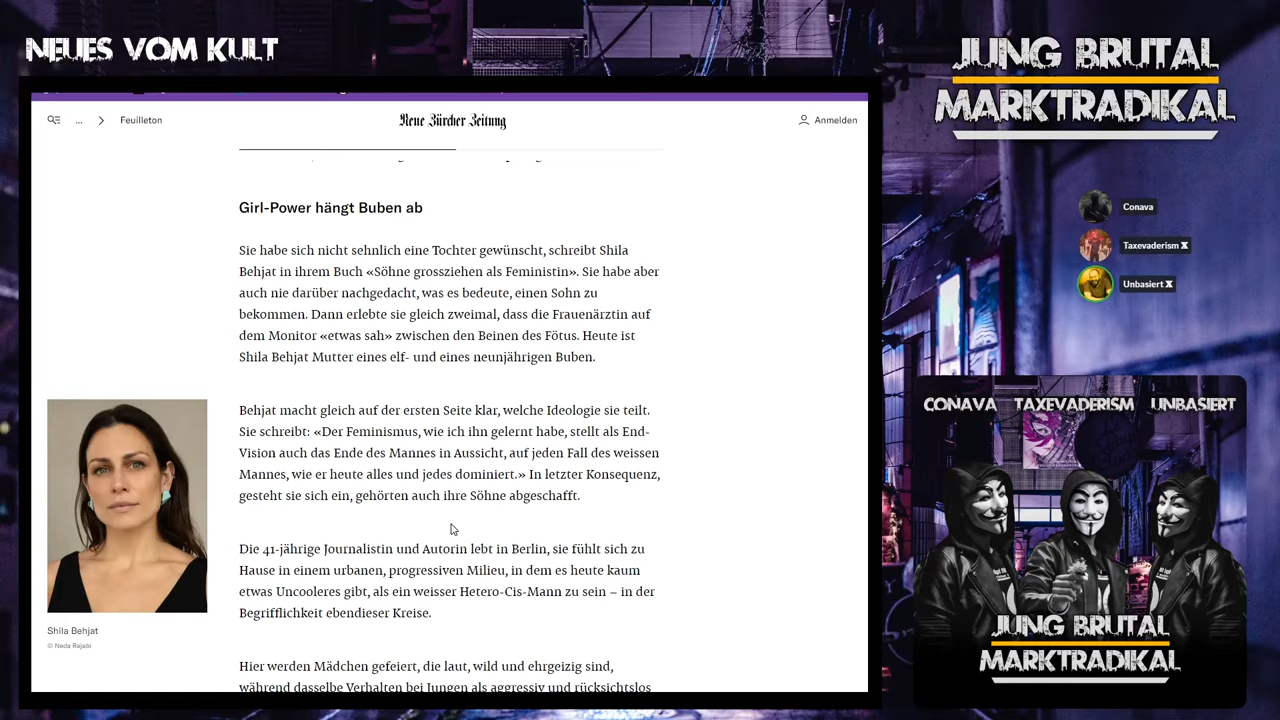 NEUES VOM KULT
JUNG BRUTAL
MARKTRADIKAL
...
Feuilleton
Neue Zürcher Zeitung
Anmelden
Girl-Power hängt Buben ab
Sie habe sich nicht sehnlich eine Tochter gewünscht, schreibt Shila
Behjat in ihrem Buch «Söhne grossziehen als Feministin». Sie habe aber
auch nie darüber nachgedacht, was es bedeute, einen Sohn zu
bekommen. Dann erlebte sie gleich zweimal, dass die Frauenärztin auf
dem Monitor «etwas sah» zwischen den Beinen des Fötus. Heute ist
Shila Behjat Mutter eines elf- und eines neunjährigen Buben.
Behjat macht gleich auf der ersten Seite klar, welche Ideologie sie teilt.
Sie schreibt: «Der Feminismus, wie ich ihn gelernt habe, stellt als End-
Vision auch das Ende des Mannes in Aussicht, auf jeden Fall des weissen
Mannes, wie er heute alles und jedes dominiert.» In letzter Konsequenz,
gesteht sie sich ein, gehörten auch ihre Söhne abgeschafft.
Die 41-jährige Journalistin und Autorin lebt in Berlin, sie fühlt sich zu
Hause in einem urbanen, progressiven Milieu, in dem es heute kaum
etwas Uncooleres gibt, als ein weisser Hetero-Cis-Mann zu sein – in der
Begrifflichkeit ebendieser Kreise.
Hier werden Mädchen gefeiert, die laut, wild und ehrgeizig sind,
während dasselbe Verhalten bei Jungen als aggressiv und rücksichtslos
Shila Behjat
© Neda Rajabi
Conava
Taxevaderism X
Unbasiert X
CONAVA TAXEVADERISM UNBASIERT
JUNG BRUTAL
MARKTRADIKAL